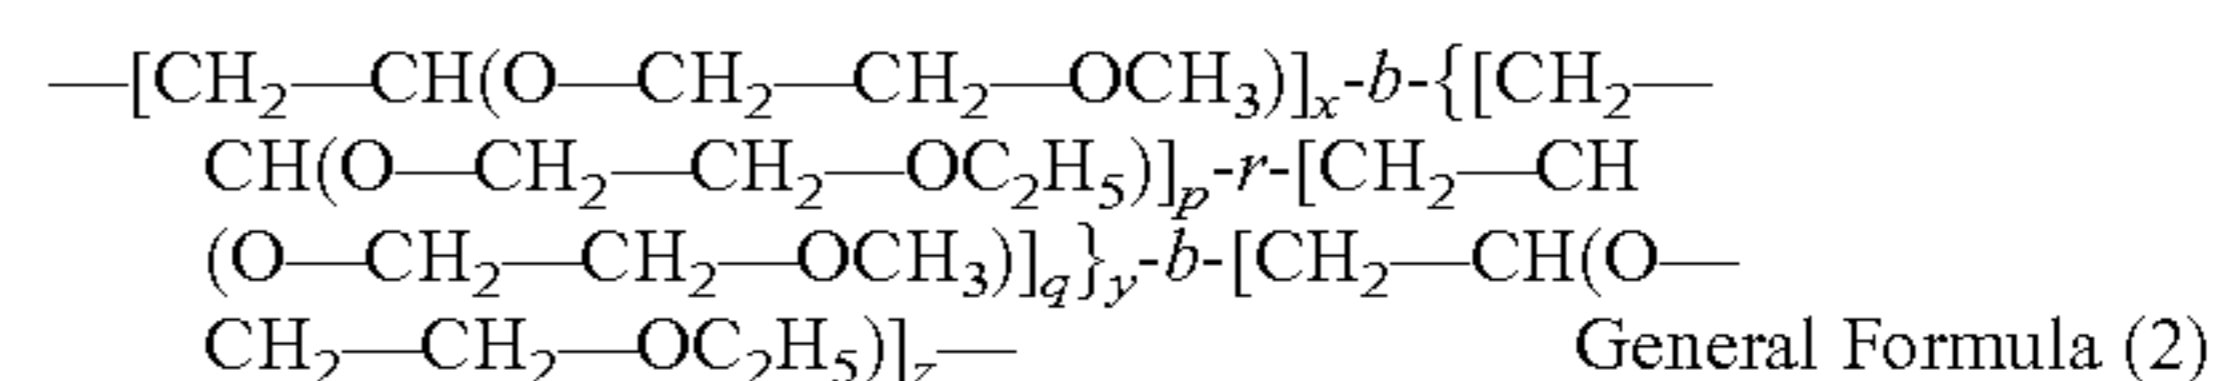 —[CH₂—CH(O—CH₂—CH₂—OCH₃)]ₓ-b-{[CH₂—
CH(O—CH₂—CH₂—OC₂H₅)]ₚ-r-[CH₂—CH
(O—CH₂—CH₂—OCH₃)]q}y-b-[CH₂—CH(O—
CH₂—CH₂—OC₂H₅)]z— General Formula (2)